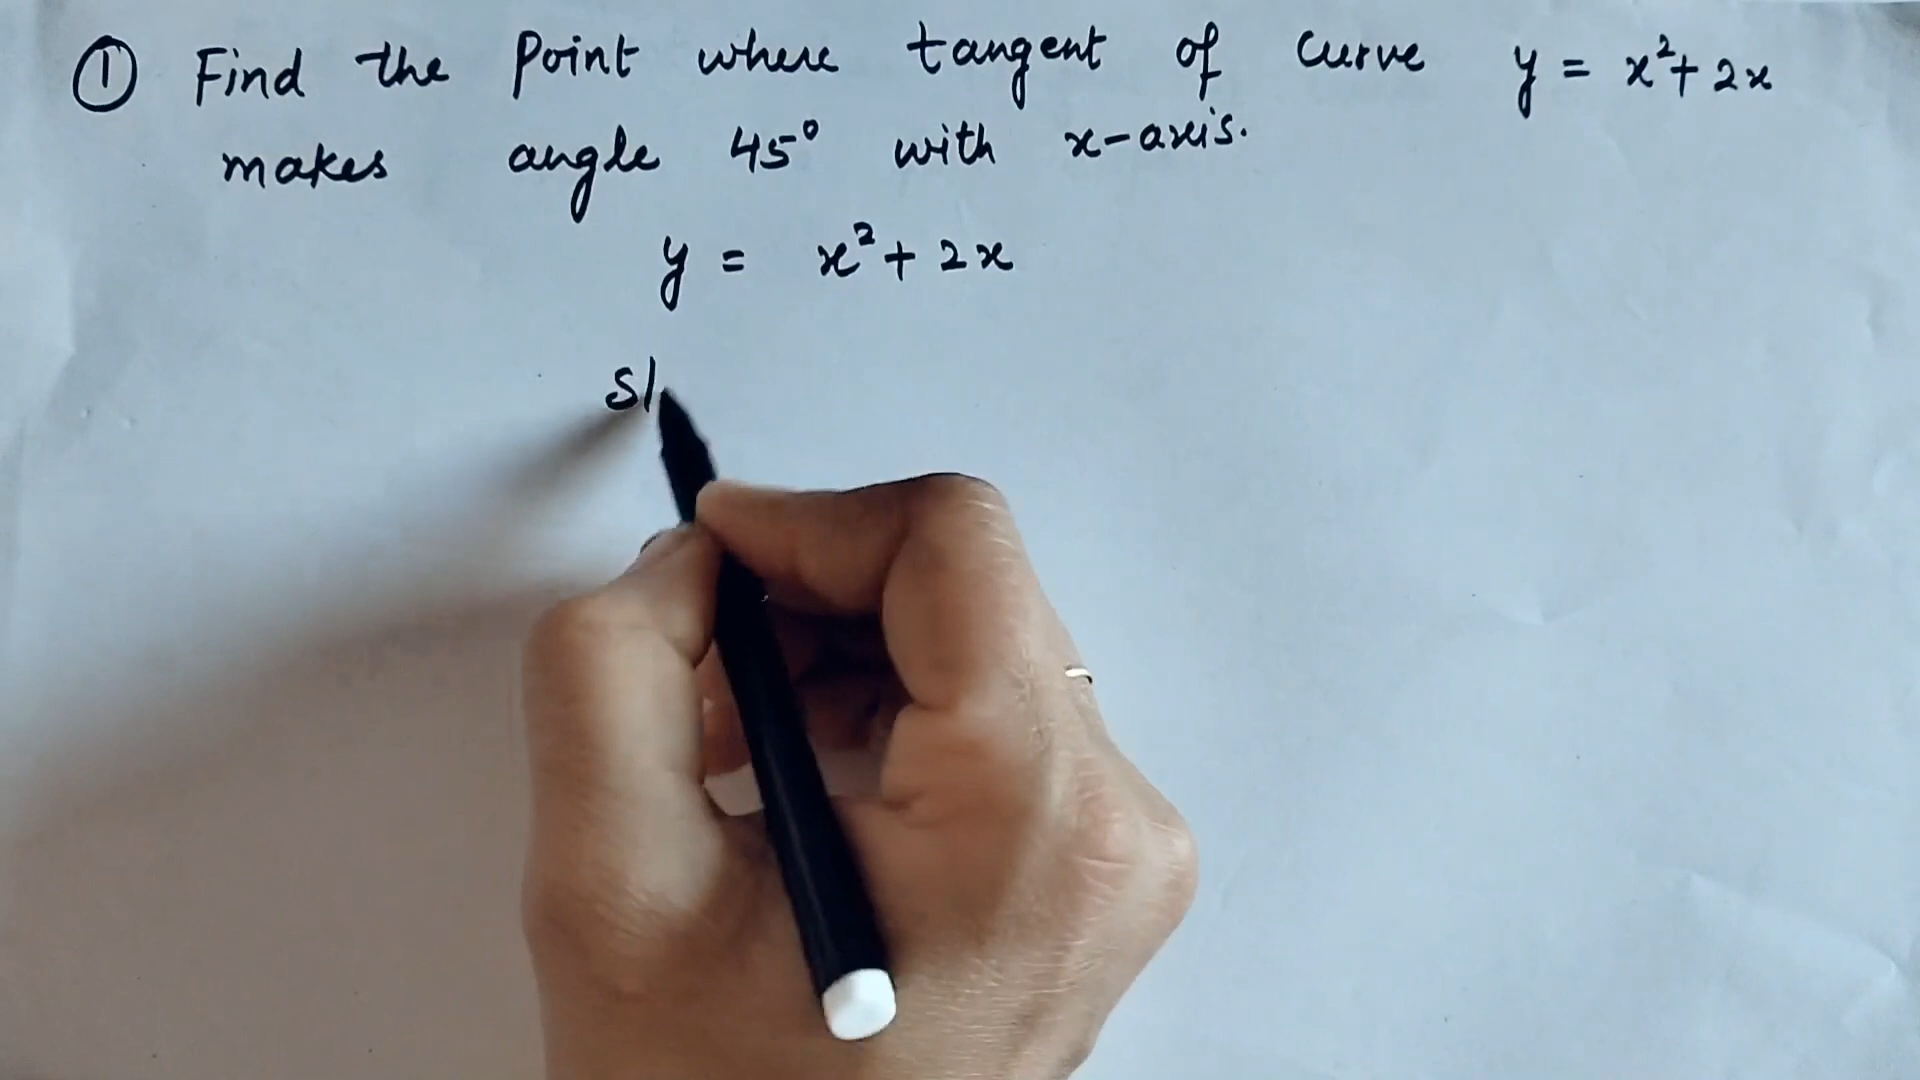 ① Find the Point where tangent of curve y = x²+ 2x
makes angle 45° with x-axis.
y = x² + 2x
Sl